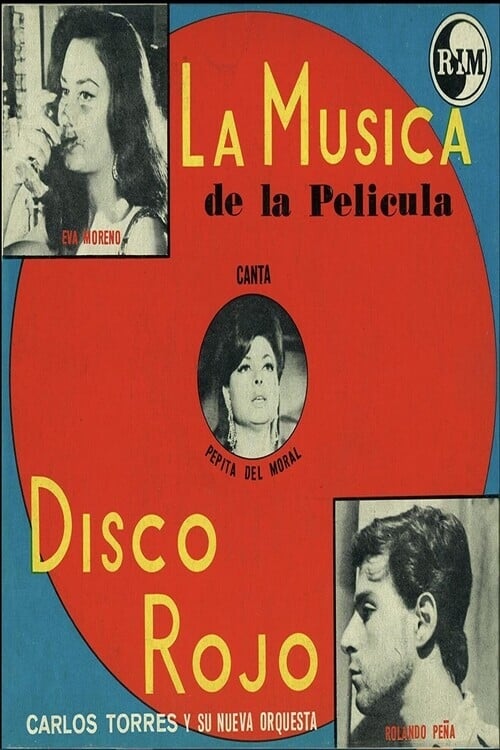 RIM
LA MUSICA
de la Pelicula
EVA MORENO
CANTA
PEPITA DEL MORAL
DISCO
ROJO
CARLOS TORRES Y SU NUEVA ORQUESTA
ROLANDO PEÑA